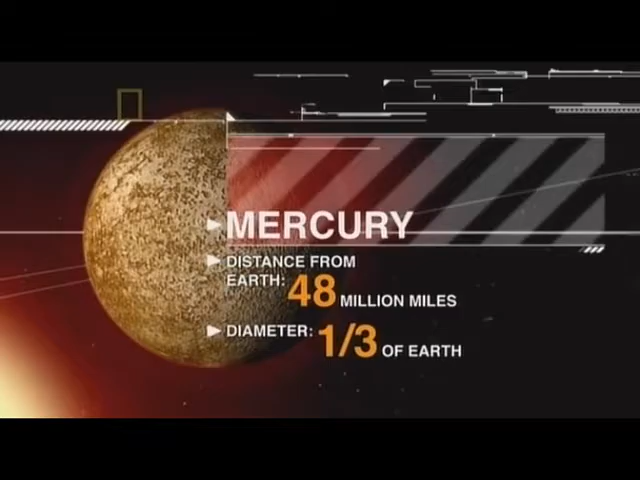 MERCURY
DISTANCE FROM
EARTH: 48 MILLION MILES
DIAMETER: 1/3 OF EARTH